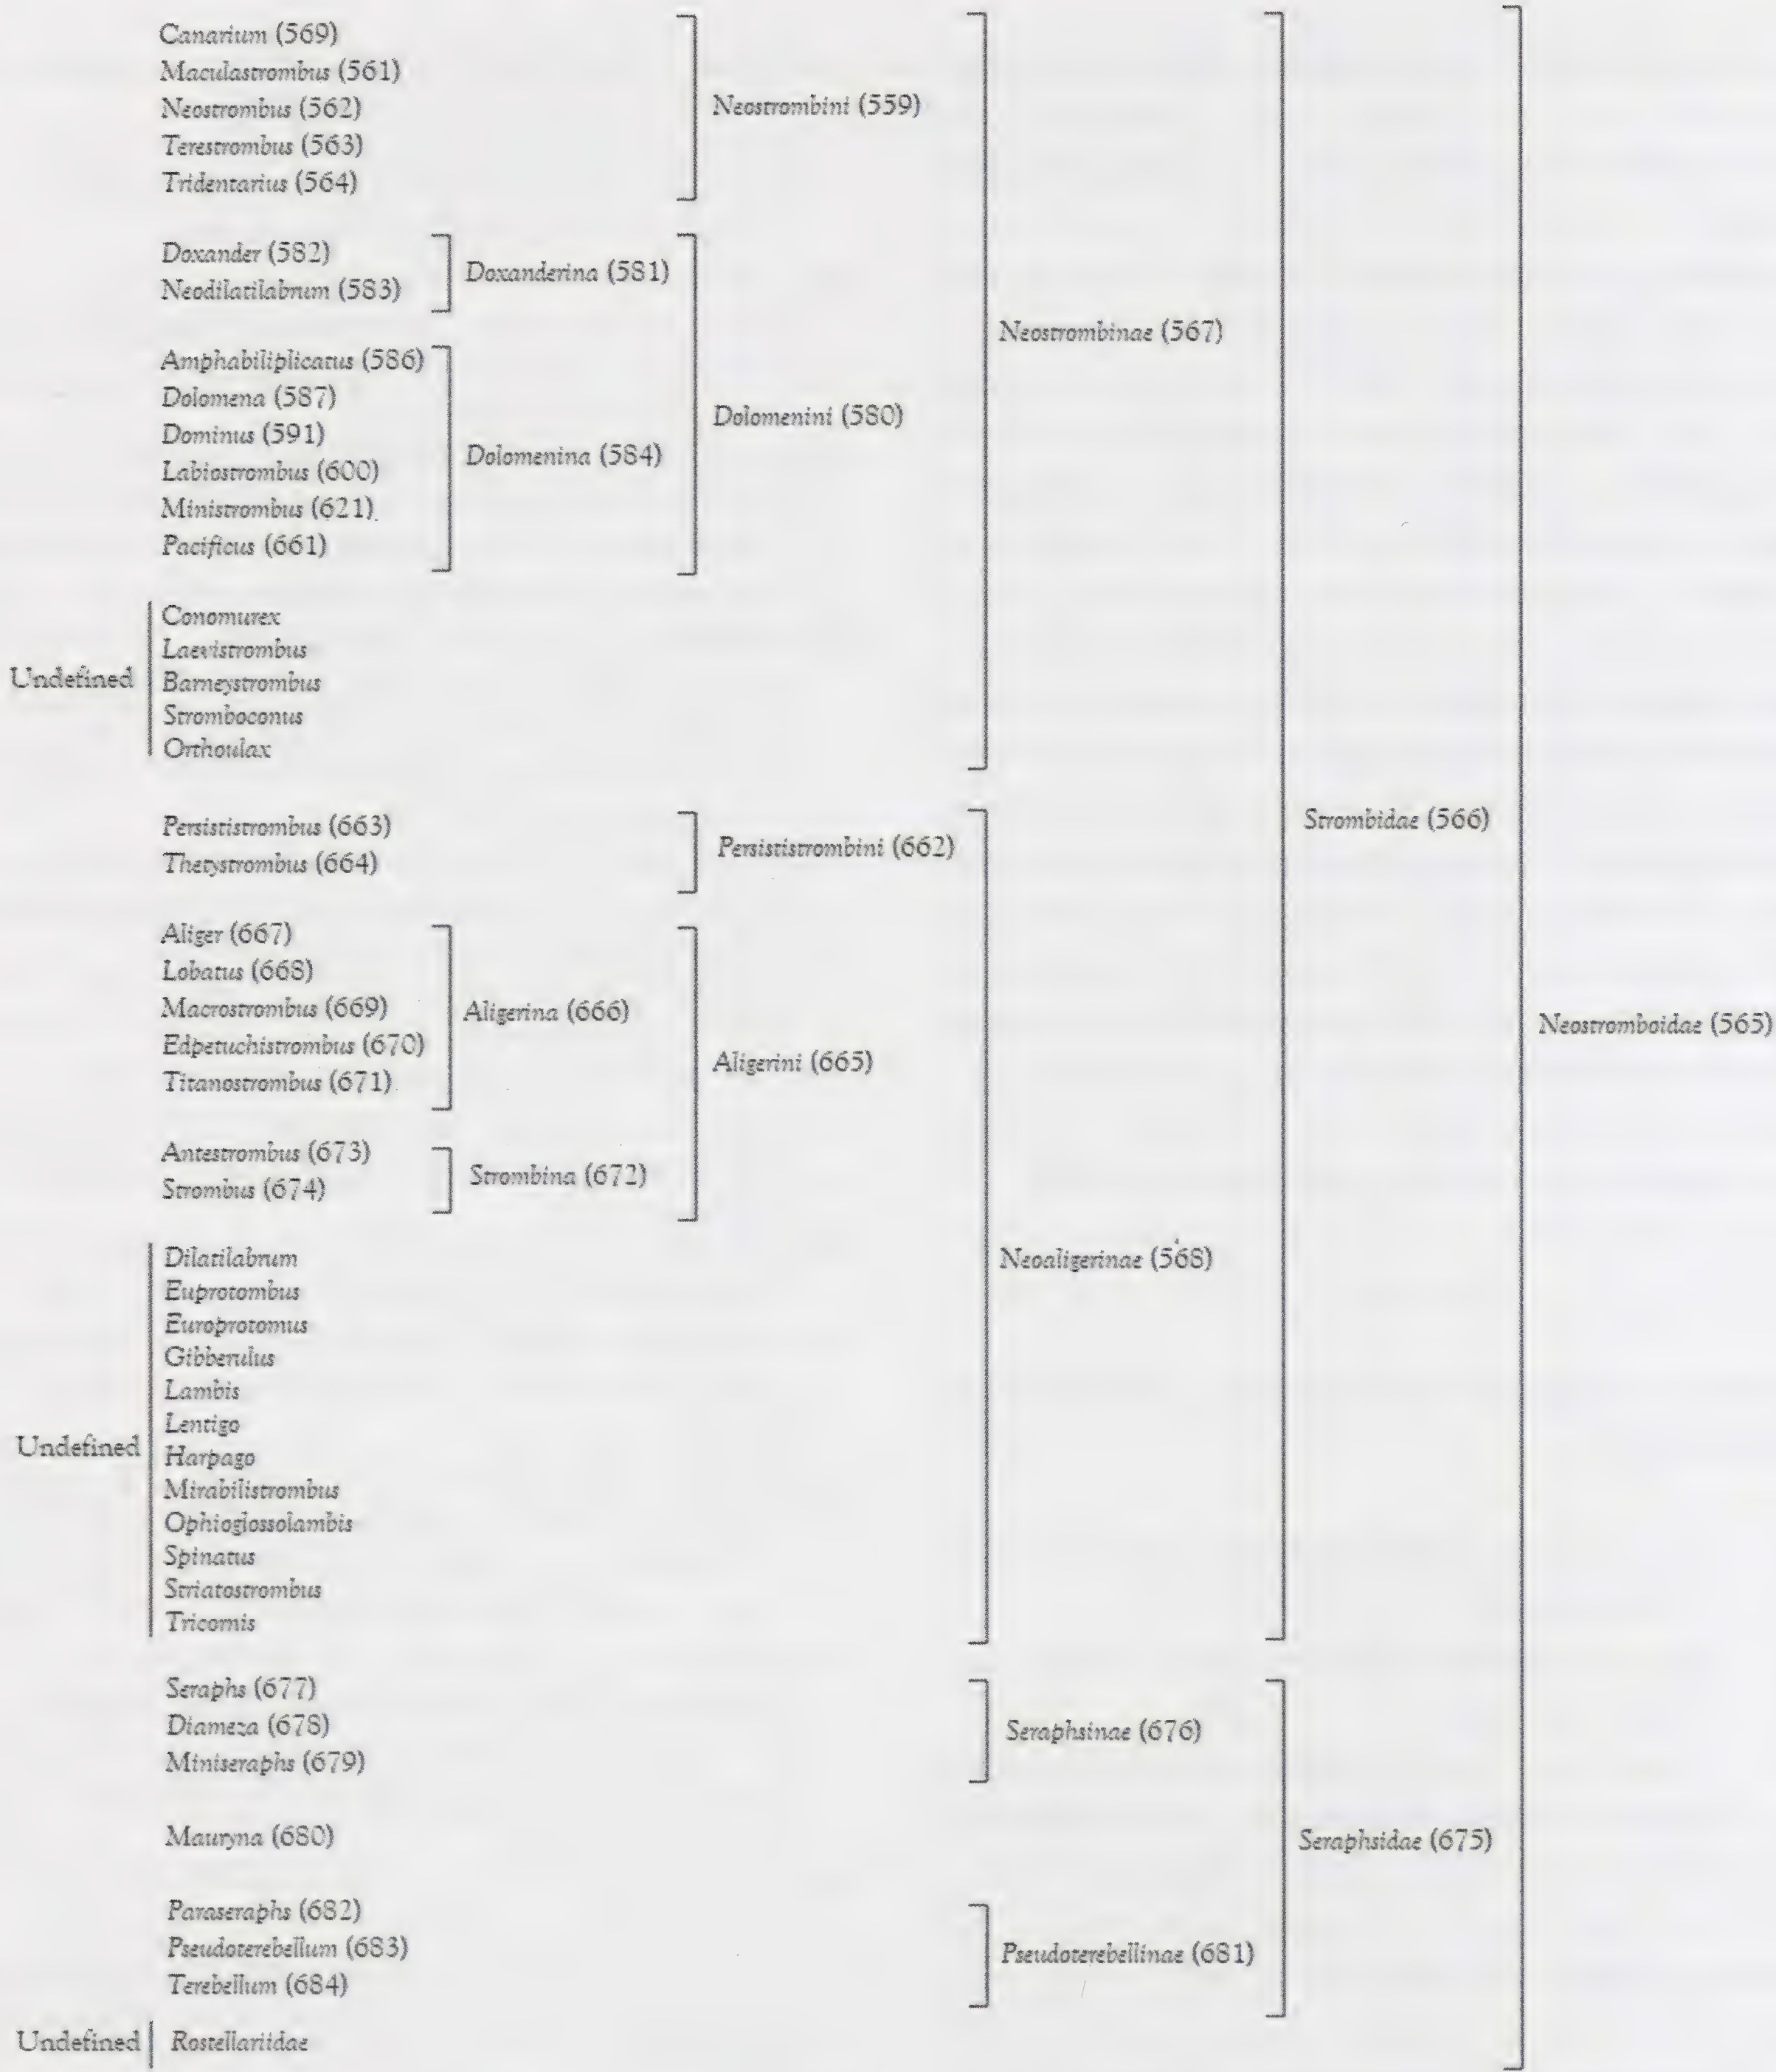 Canarium (569)
Maculastrombus (561)
Neostrombus (562)
Terestrombus (563)
Tridentarius (564)
Neostrombini (559)
Doxander (582)
Neodilatilabrum (583)
Doxanderina (581)
Amphabiliplicatus (586)
Dolomena (587)
Dominus (591)
Labiostrombus (600)
Ministrombus (621)
Pacificus (661)
Dolomenina (584)
Dolomenini (580)
Undefined
Conomurex
Laevistrombus
Barneystrombus
Stromboconus
Orthoulax
Neostrombinae (567)
Persististrombus (663)
Thetystrombus (664)
Persististrombini (662)
Aliger (667)
Lobatus (668)
Macrostrombus (669)
Edpetuchistrombus (670)
Titanostrombus (671)
Aligerina (666)
Antestrombus (673)
Strombus (674)
Strombina (672)
Aligerini (665)
Undefined
Dilatilabrum
Euprotombus
Europrotomus
Gibberulus
Lambis
Lentigo
Harpago
Mirabilistrombus
Ophioglossolambis
Spinatus
Striatostrombus
Tricornis
Neoaligerinae (568)
Strombidae (566)
Seraphs (677)
Diameza (678)
Miniseraphs (679)
Seraphsinae (676)
Mauryna (680)
Paraseraphs (682)
Pseudoterebellum (683)
Terebellum (684)
Pseudoterebellinae (681)
Seraphsidae (675)
Undefined
Rostellariidae
Neostromboidae (565)